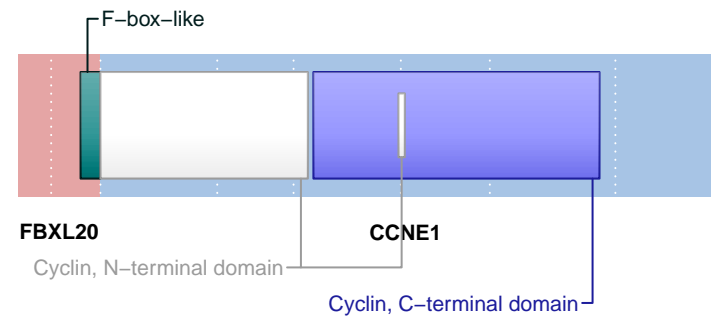 F−box−like
FBXL20
CCNE1
Cyclin, N−terminal domain
Cyclin, C−terminal domain